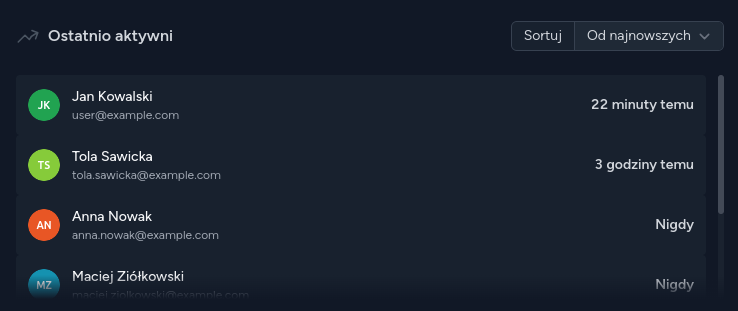 Ostatnio aktywni
Sortuj Od najnowszych
JK Jan Kowalski 22 minuty temu
user@example.com
TS Tola Sawicka 3 godziny temu
tola.sawicka@example.com
AN Anna Nowak Nigdy
anna.nowak@example.com
MZ Maciej Ziółkowski Nigdy
maciej.ziolkowski@example.com